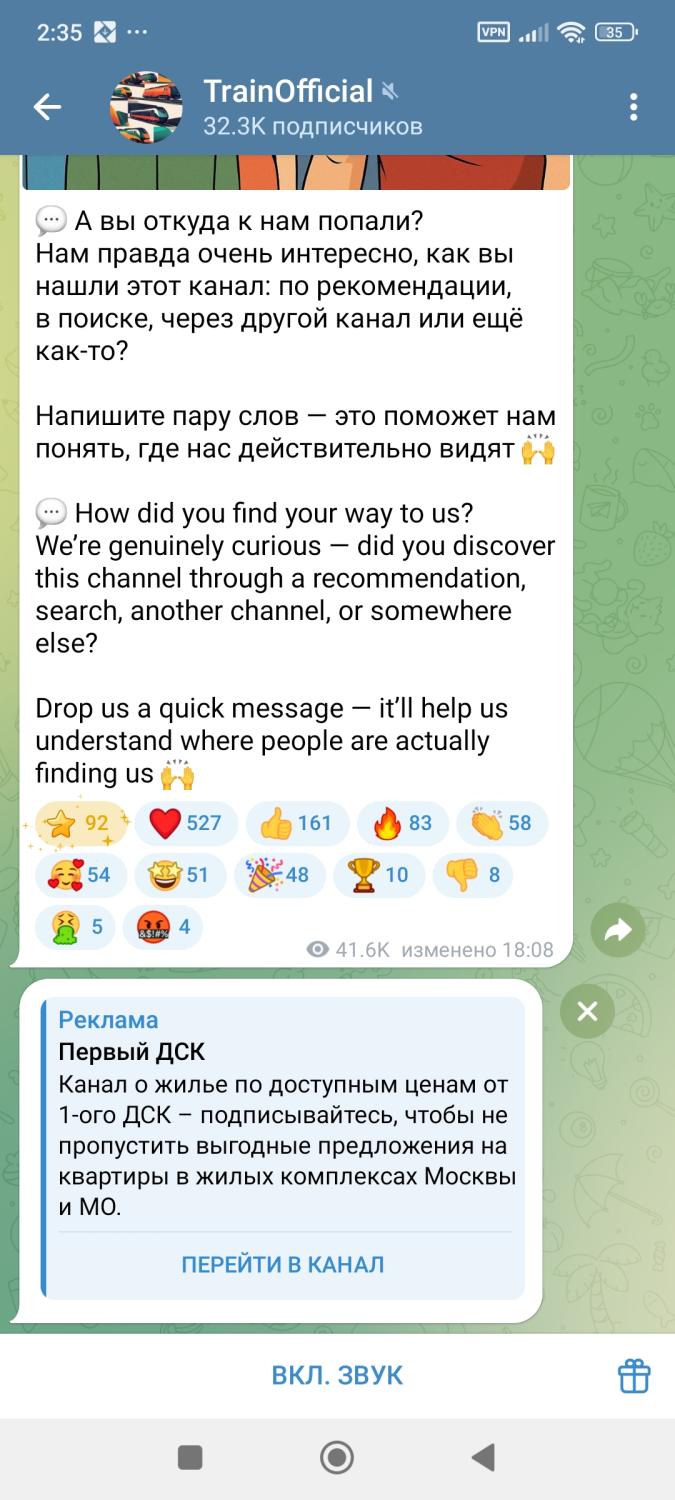 2:35 ... VPN 35
TrainOfficial
32.3K подписчиков
💬 А вы откуда к нам попали?
Нам правда очень интересно, как вы
нашли этот канал: по рекомендации,
в поиске, через другой канал или ещё
как-то?
Напишите пару слов — это поможет нам
понять, где нас действительно видят 🙌
💬 How did you find your way to us?
We’re genuinely curious — did you discover
this channel through a recommendation,
search, another channel, or somewhere
else?
Drop us a quick message — it’ll help us
understand where people are actually
finding us 🙌
⭐ 92 ❤️ 527 👍 161 🔥 83 👏 58
🥰 54 🤩 51 🎉 48 🏆 10 👎 8
🤮 5 🤬 4
41.6K изменено 18:08
Реклама
Первый ДСК
Канал о жилье по доступным ценам от
1-ого ДСК – подписывайтесь, чтобы не
пропустить выгодные предложения на
квартиры в жилых комплексах Москвы
и МО.
ПЕРЕЙТИ В КАНАЛ
ВКЛ. ЗВУК